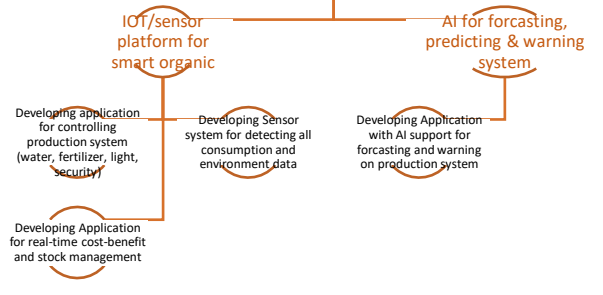 IOT/sensor
platform for
smart organic
AI for forcasting,
predicting & warning
system
Developing application
for controlling
production system
(water, fertilizer, light,
security)
Developing Sensor
system for detecting all
consumption and
environment data
Developing Application
with AI support for
forcasting and warning
on production system
Developing Application
for real-time cost-benefit
and stock management